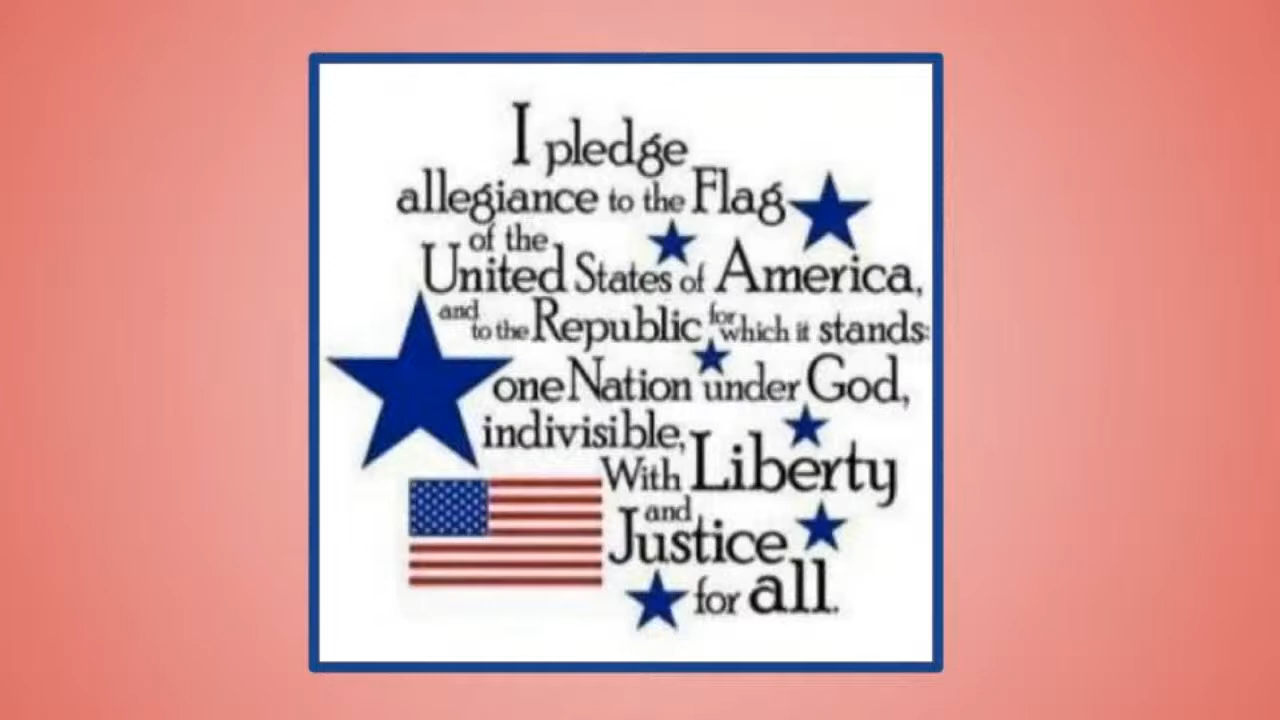 I pledge
allegiance to the Flag
of the
United States of America,
and to the Republic for which it stands:
one Nation under God,
indivisible,
With Liberty
and
Justice
for all.